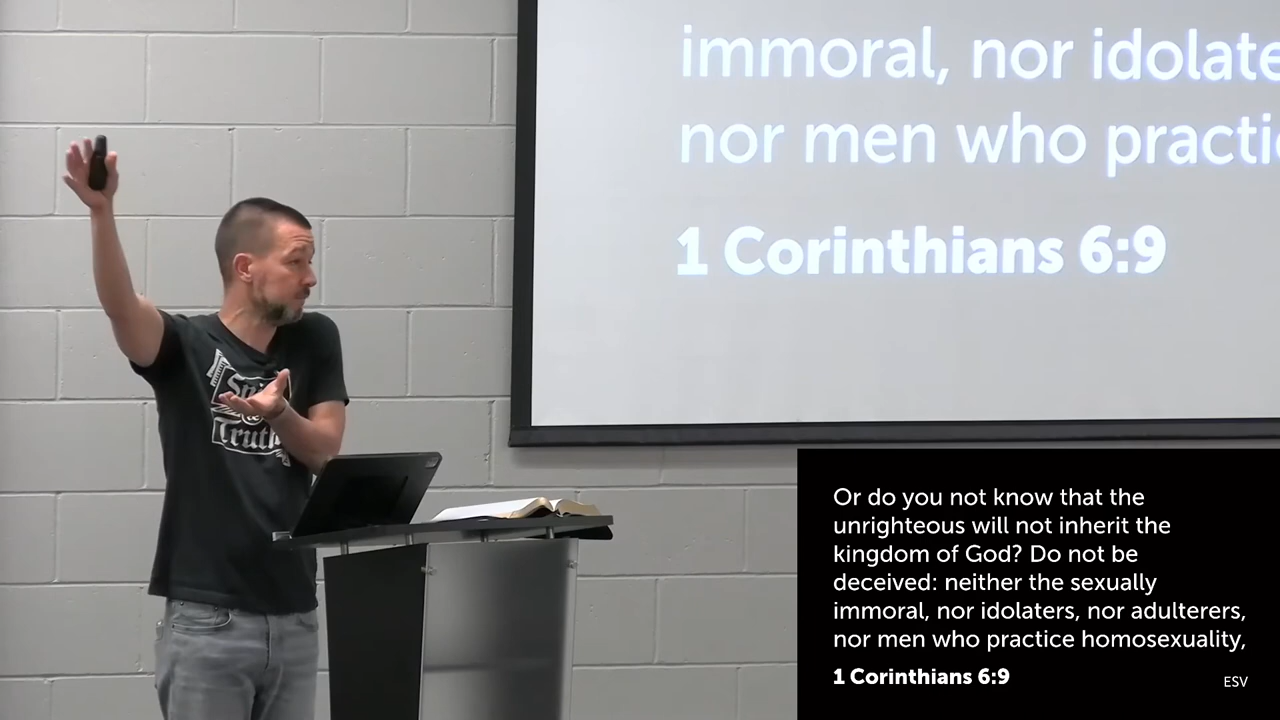 immoral, nor
nor men who
1 Corinthians 6:9
Truth
Or do you not know that the
unrighteous will not inherit the
kingdom of God? Do not be
deceived: neither the sexually
immoral, nor idolaters, nor adulterers,
nor men who practice homosexuality,
1 Corinthians 6:9
ESV